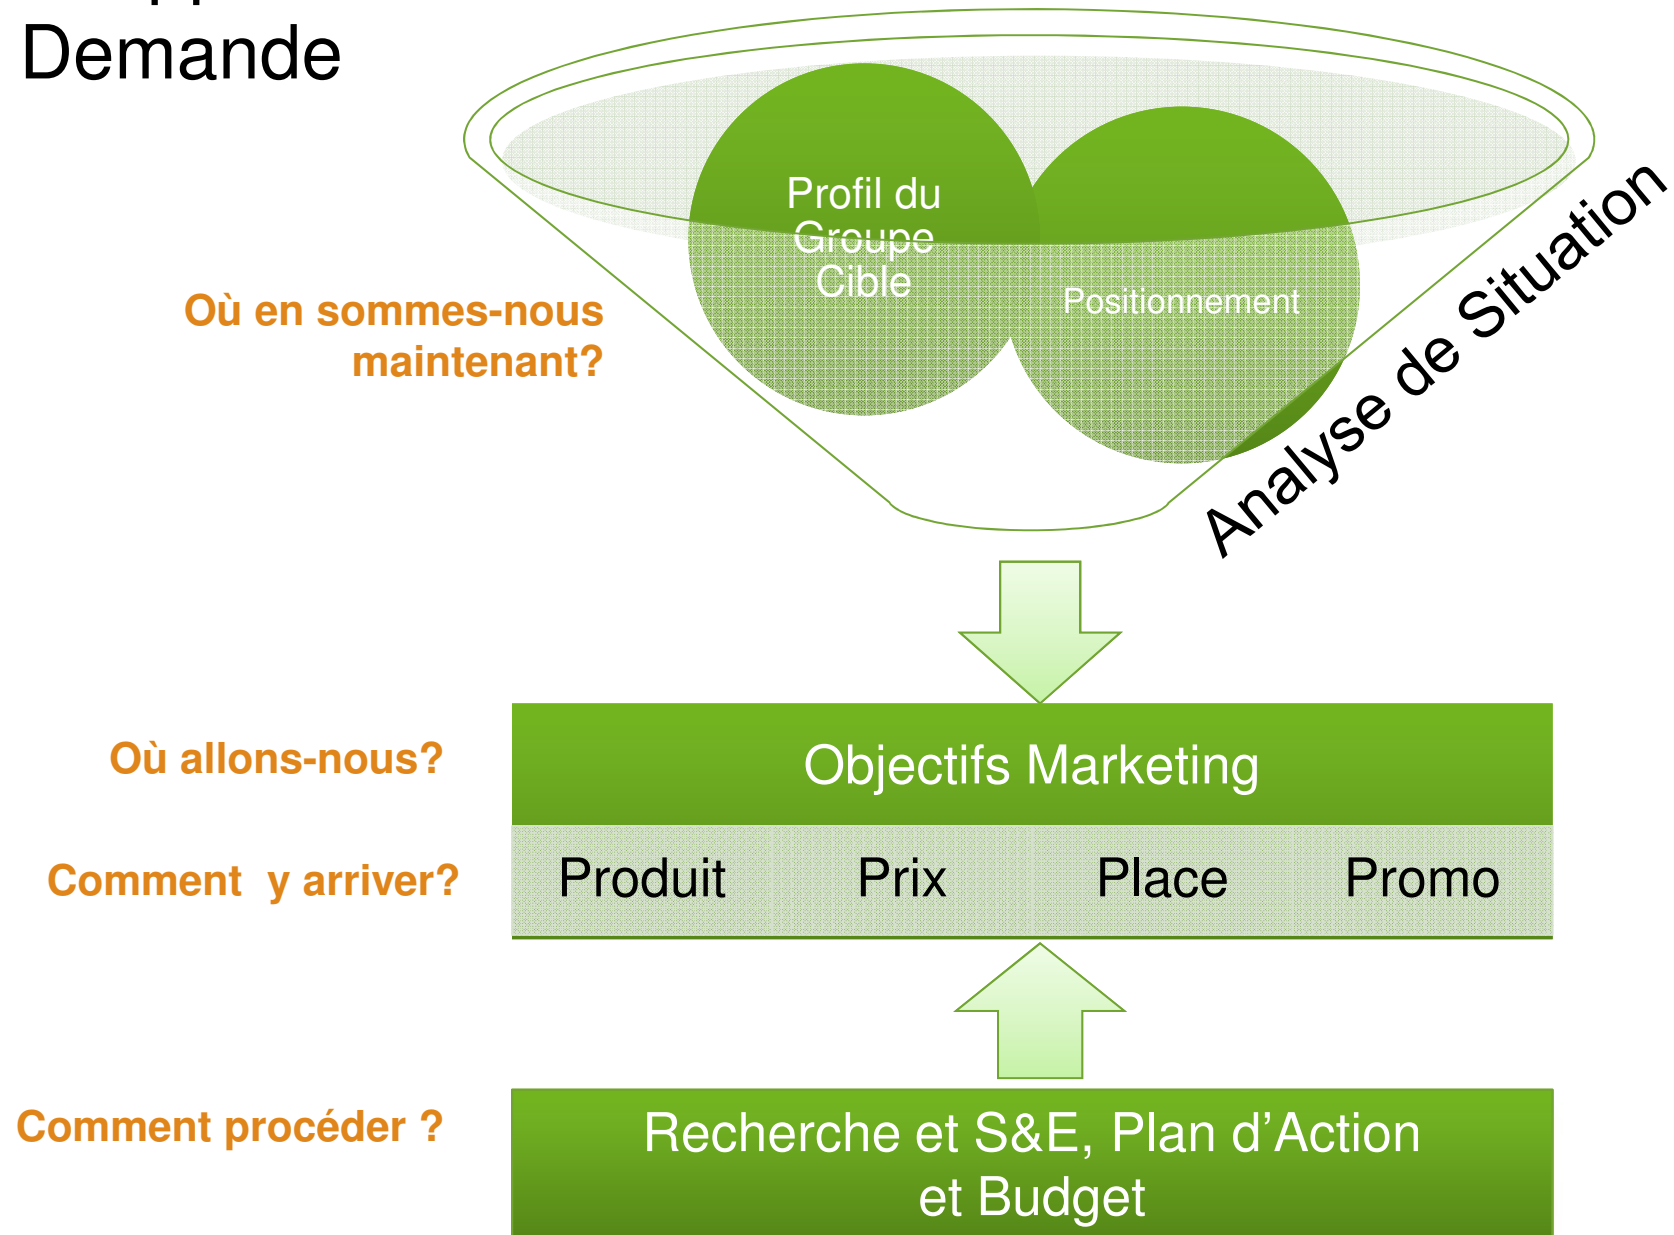 Demande
Profil du
Groupe
Cible
Positionnement
Analyse de Situation
Où en sommes-nous
maintenant?
Où allons-nous?
Objectifs Marketing
Comment y arriver?
Produit Prix Place Promo
Comment procéder ?
Recherche et S&E, Plan d’Action
et Budget